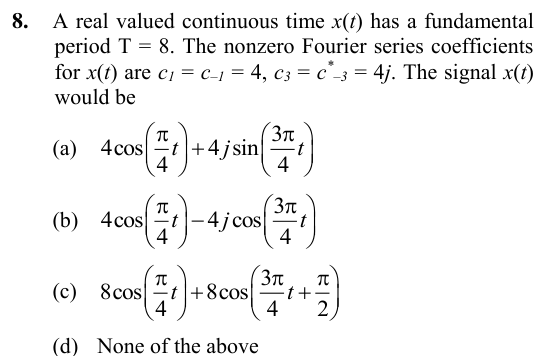 8. A real valued continuous time x(t) has a fundamental
period T = 8. The nonzero Fourier series coefficients
for x(t) are c₁ = c₋₁ = 4, c₃ = c*₋₃ = 4j. The signal x(t)
would be
(a) 4cos(π/4 t) + 4j sin(3π/4 t)
(b) 4cos(π/4 t) − 4j cos(3π/4 t)
(c) 8cos(π/4 t) + 8cos(3π/4 t + π/2)
(d) None of the above